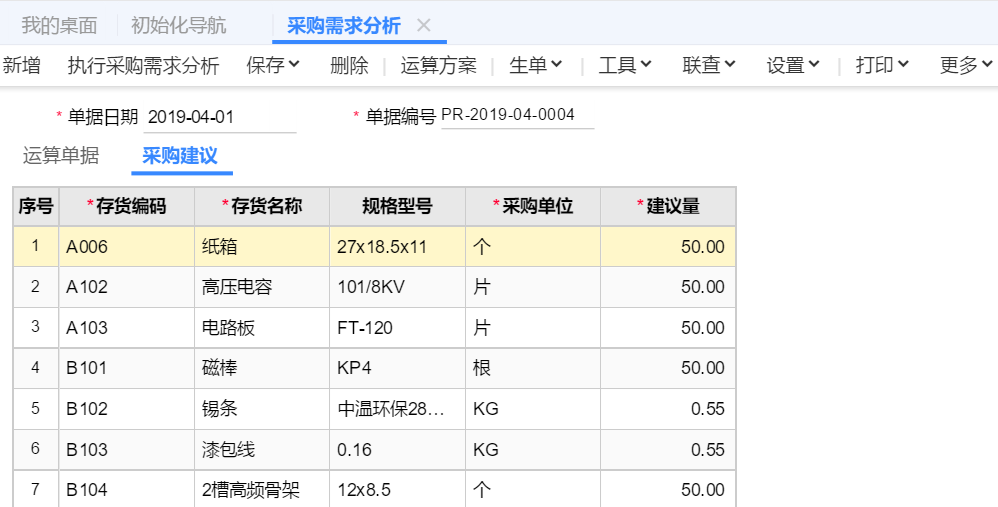 我的桌面 初始化导航 采购需求分析
新增 执行采购需求分析 保存 删除 运算方案 生单 工具 联查 设置 打印 更多
* 单据日期 2019-04-01 * 单据编号 PR-2019-04-0004
运算单据 采购建议
序号 *存货编码 *存货名称 规格型号 *采购单位 *建议量
1 A006 纸箱 27x18.5x11 个 50.00
2 A102 高压电容 101/8KV 片 50.00
3 A103 电路板 FT-120 片 50.00
4 B101 磁棒 KP4 根 50.00
5 B102 锡条 中温环保28... KG 0.55
6 B103 漆包线 0.16 KG 0.55
7 B104 2槽高频骨架 12x8.5 个 50.00